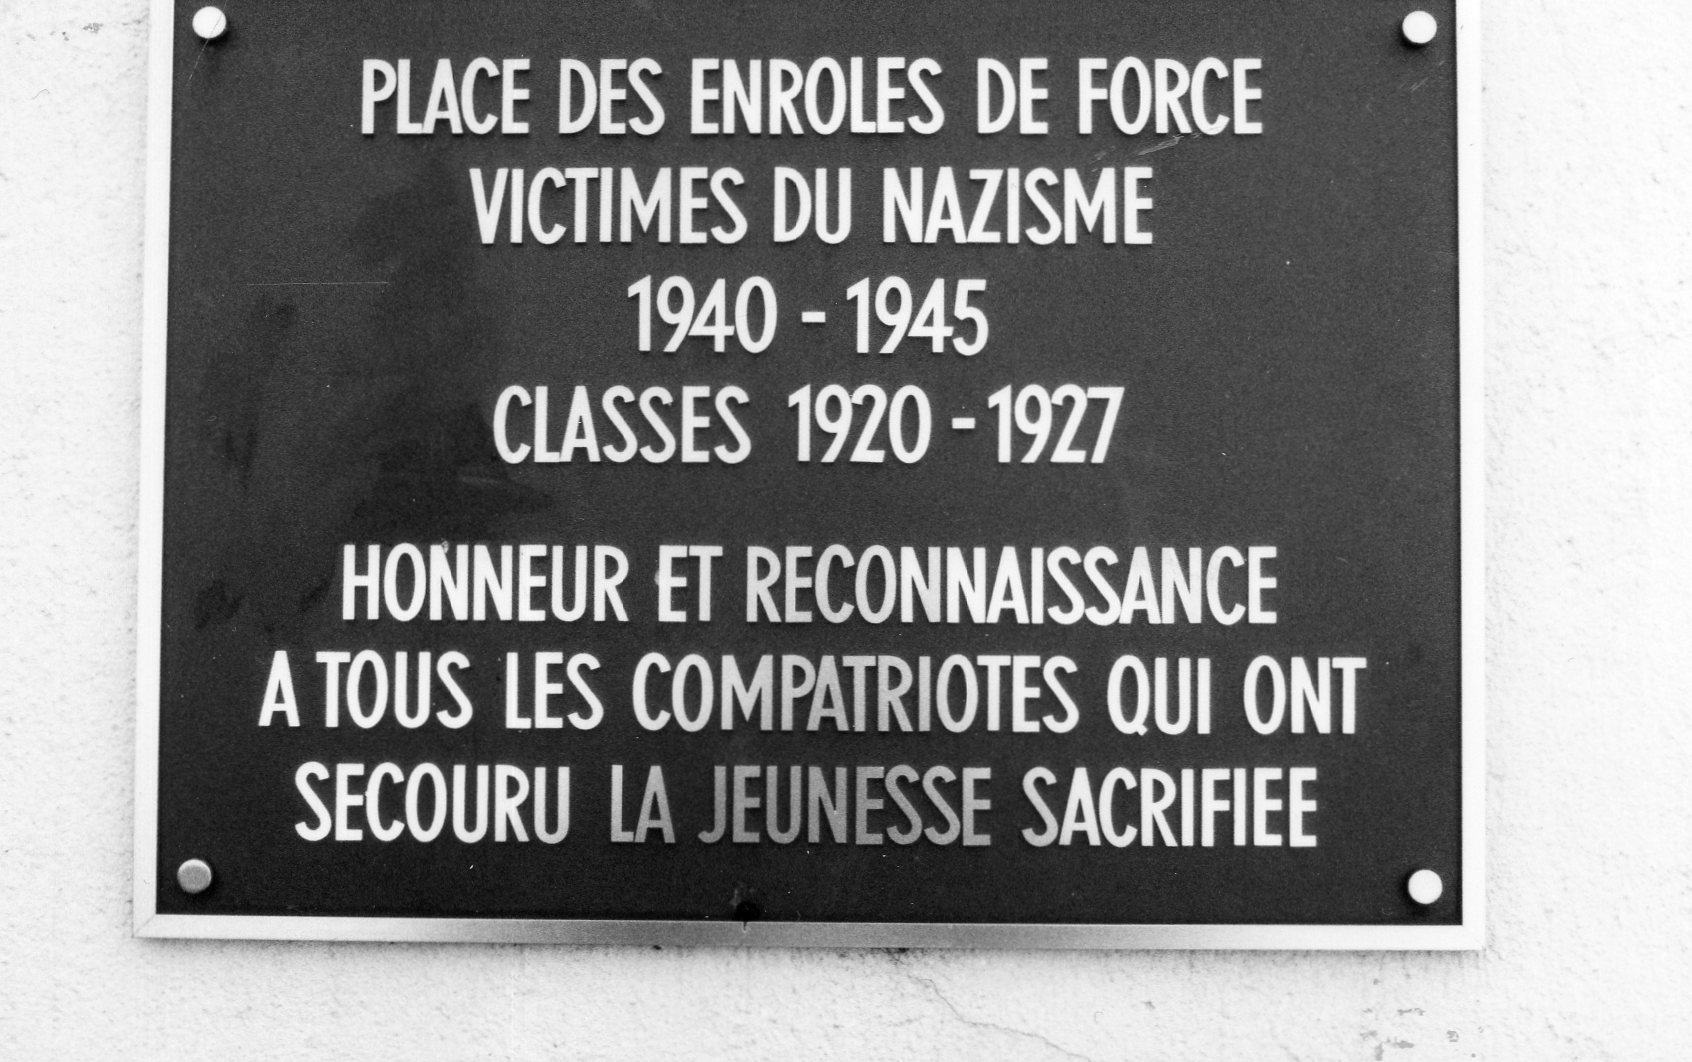 PLACE DES ENROLES DE FORCE
VICTIMES DU NAZISME
1940 - 1945
CLASSES 1920 - 1927
HONNEUR ET RECONNAISSANCE
A TOUS LES COMPATRIOTES QUI ONT
SECOURU LA JEUNESSE SACRIFIEE